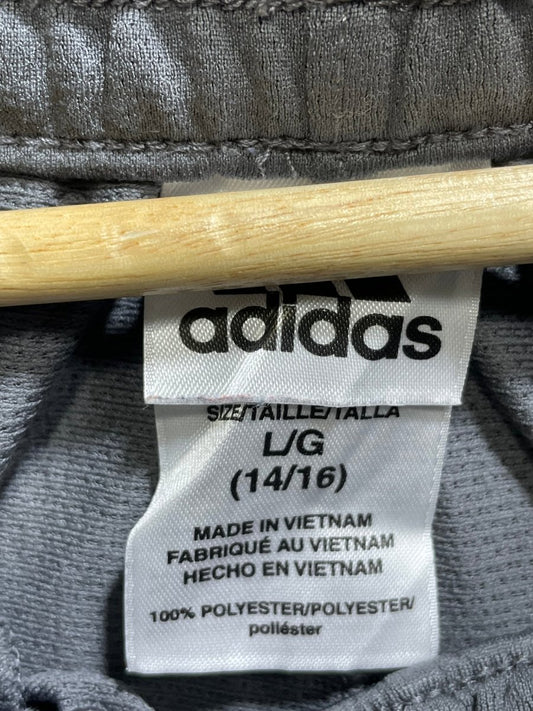 adidas
SIZE/TAILLE/TALLA
L/G
(14/16)
MADE IN VIETNAM
FABRIQUÉ AU VIETNAM
HECHO EN VIETNAM
100% POLYESTER/POLYESTER/
poliéster